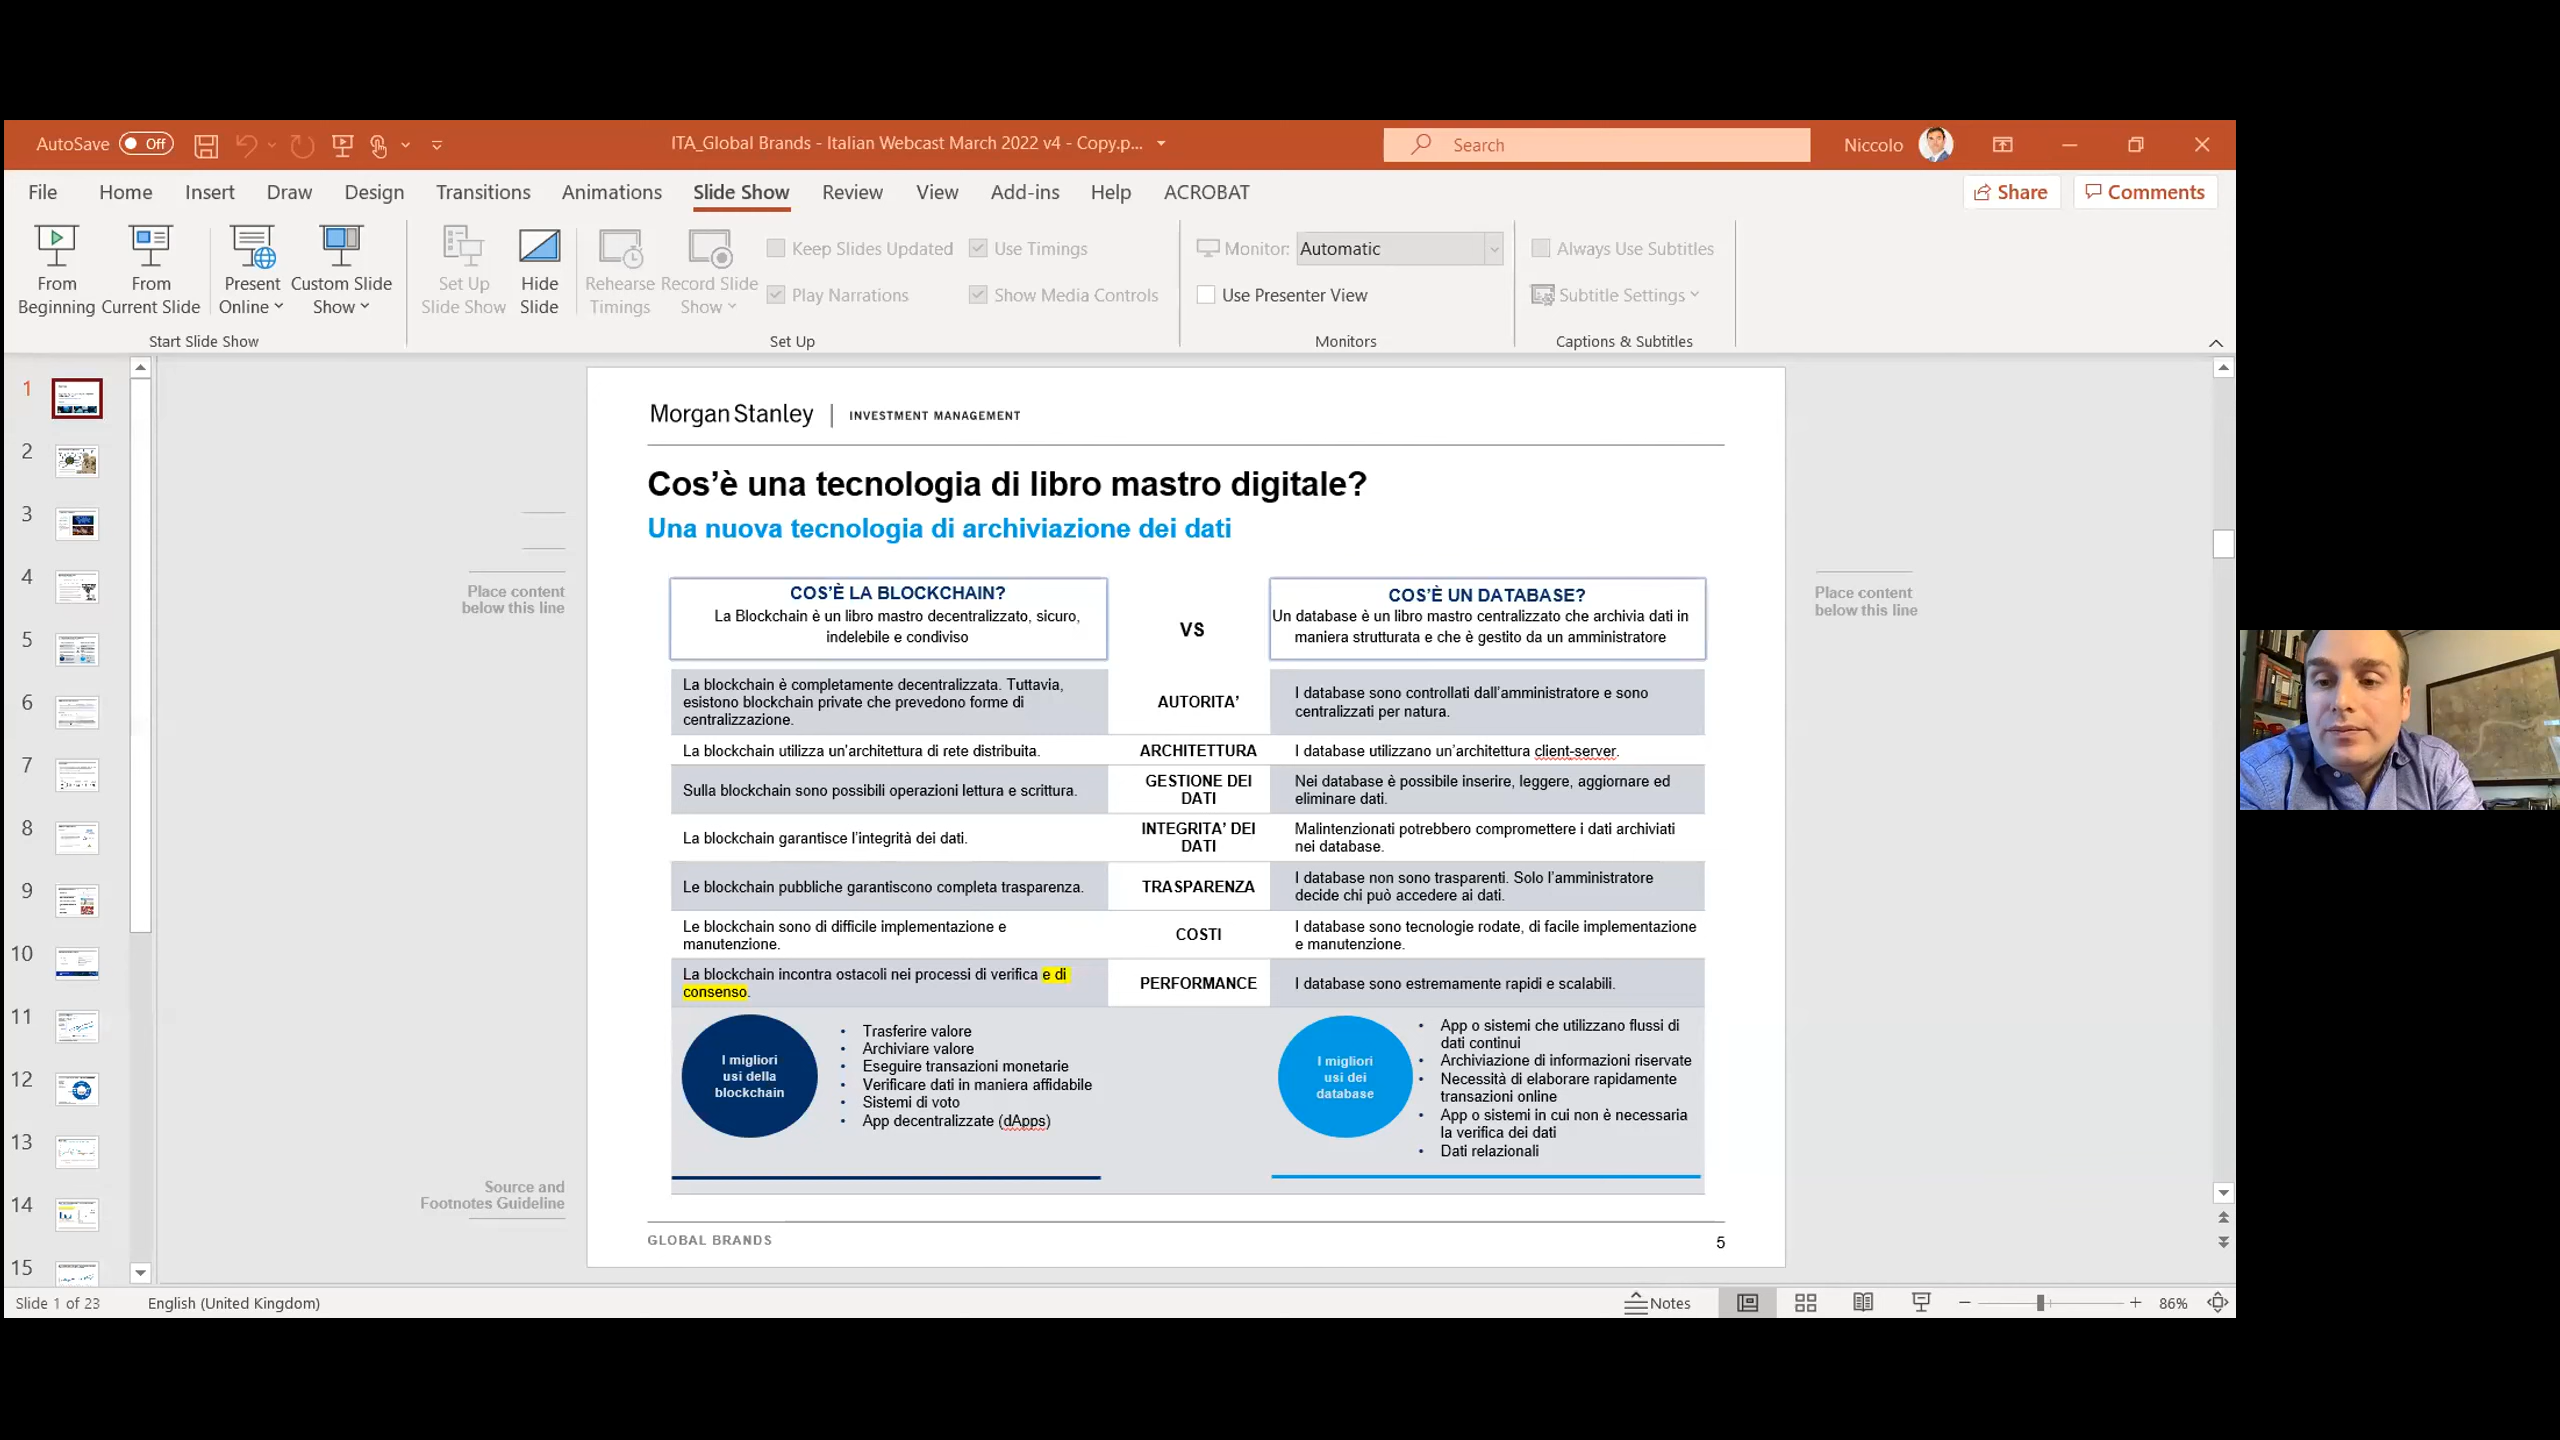 AutoSave Off
ITA_Global Brands - Italian Webcast March 2022 v4 - Copy.p...
Search
Niccolo
File Home Insert Draw Design Transitions Animations Slide Show Review View Add-ins Help ACROBAT
Share Comments
From Beginning
From Current Slide
Present Online
Custom Slide Show
Start Slide Show
Set Up Slide Show
Hide Slide
Rehearse Timings
Record Slide Show
Keep Slides Updated
Play Narrations
Use Timings
Show Media Controls
Set Up
Monitor: Automatic
Use Presenter View
Monitors
Always Use Subtitles
Subtitle Settings
Captions & Subtitles
1
2
3
4
5
6
7
8
9
10
11
12
13
14
15
Place content
below this line
Source and
Footnotes Guideline
Morgan Stanley | INVESTMENT MANAGEMENT
Cos’è una tecnologia di libro mastro digitale?
Una nuova tecnologia di archiviazione dei dati
COS’È LA BLOCKCHAIN?
La Blockchain è un libro mastro decentralizzato, sicuro,
indelebile e condiviso
VS
COS’È UN DATABASE?
Un database è un libro mastro centralizzato che archivia dati in
maniera strutturata e che è gestito da un amministratore
La blockchain è completamente decentralizzata. Tuttavia,
esistono blockchain private che prevedono forme di
centralizzazione.
AUTORITA’
I database sono controllati dall’amministratore e sono
centralizzati per natura.
La blockchain utilizza un’architettura di rete distribuita.
ARCHITETTURA
I database utilizzano un’architettura client-server.
Sulla blockchain sono possibili operazioni lettura e scrittura.
GESTIONE DEI
DATI
Nei database è possibile inserire, leggere, aggiornare ed
eliminare dati.
La blockchain garantisce l’integrità dei dati.
INTEGRITA’ DEI
DATI
Malintenzionati potrebbero compromettere i dati archiviati
nei database.
Le blockchain pubbliche garantiscono completa trasparenza.
TRASPARENZA
I database non sono trasparenti. Solo l’amministratore
decide chi può accedere ai dati.
Le blockchain sono di difficile implementazione e
manutenzione.
COSTI
I database sono tecnologie rodate, di facile implementazione
e manutenzione.
La blockchain incontra ostacoli nei processi di verifica e di
consenso.
PERFORMANCE
I database sono estremamente rapidi e scalabili.
I migliori
usi della
blockchain
• Trasferire valore
• Archiviare valore
• Eseguire transazioni monetarie
• Verificare dati in maniera affidabile
• Sistemi di voto
• App decentralizzate (dApps)
I migliori
usi dei
database
• App o sistemi che utilizzano flussi di
dati continui
• Archiviazione di informazioni riservate
• Necessità di elaborare rapidamente
transazioni online
• App o sistemi in cui non è necessaria
la verifica dei dati
• Dati relazionali
GLOBAL BRANDS
5
Place content
below this line
Slide 1 of 23
English (United Kingdom)
Notes
86%